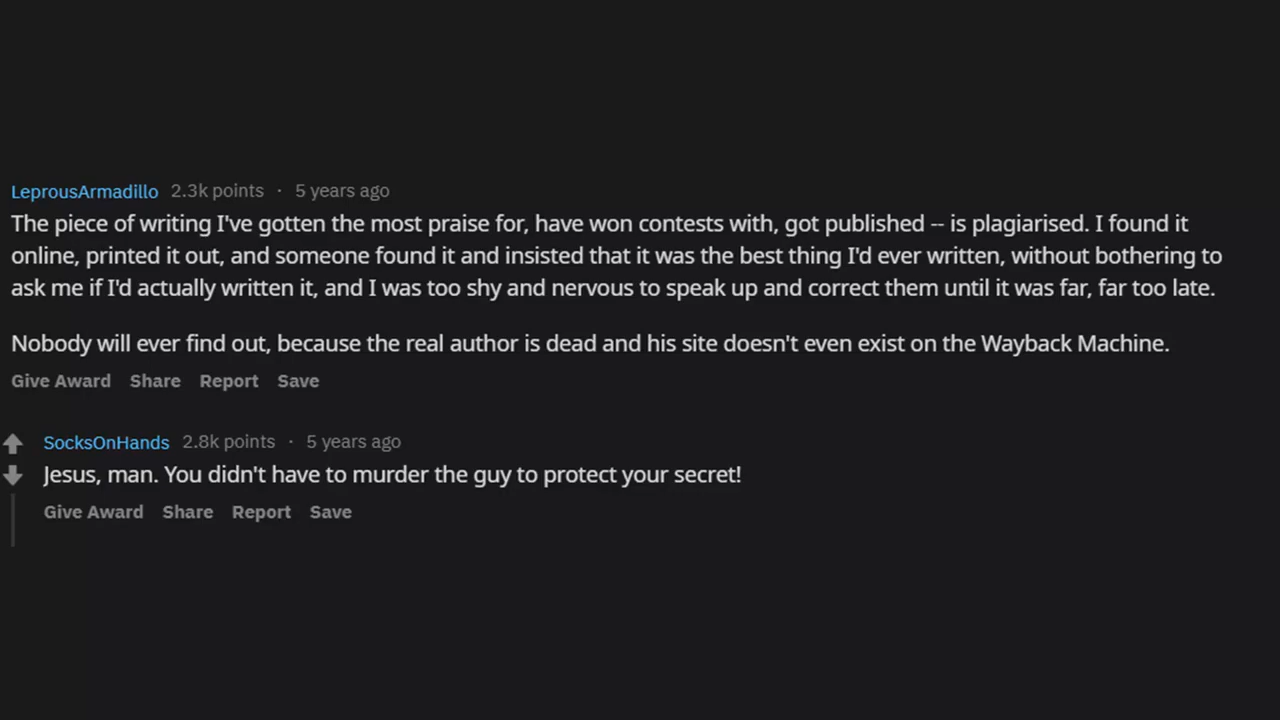 LeprousArmadillo 2.3k points · 5 years ago
The piece of writing I've gotten the most praise for, have won contests with, got published -- is plagiarised. I found it
online, printed it out, and someone found it and insisted that it was the best thing I'd ever written, without bothering to
ask me if I'd actually written it, and I was too shy and nervous to speak up and correct them until it was far, far too late.
Nobody will ever find out, because the real author is dead and his site doesn't even exist on the Wayback Machine.
Give Award Share Report Save
SocksOnHands 2.8k points · 5 years ago
Jesus, man. You didn't have to murder the guy to protect your secret!
Give Award Share Report Save